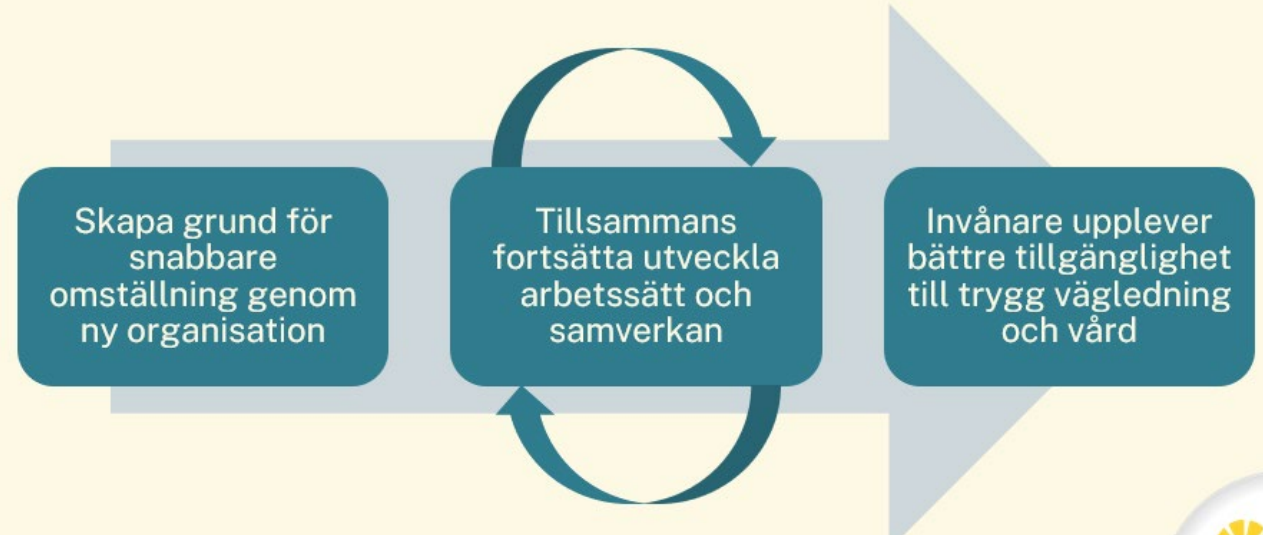 Skapa grund för
snabbare
omställning genom
ny organisation
Tillsammans
fortsätta utveckla
arbetssätt och
samverkan
Invånare upplever
bättre tillgänglighet
till trygg vägledning
och vård